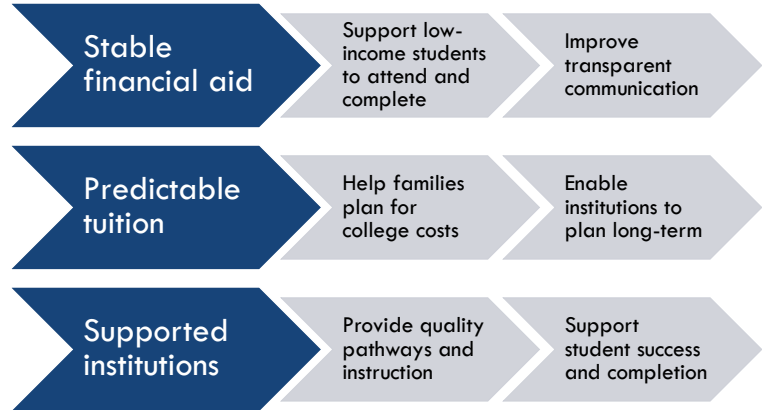 Stable
financial aid
Support low-
income students
to attend and
complete
Improve
transparent
communication
Predictable
tuition
Help families
plan for
college costs
Enable
institutions to
plan long-term
Supported
institutions
Provide quality
pathways and
instruction
Support
student success
and completion